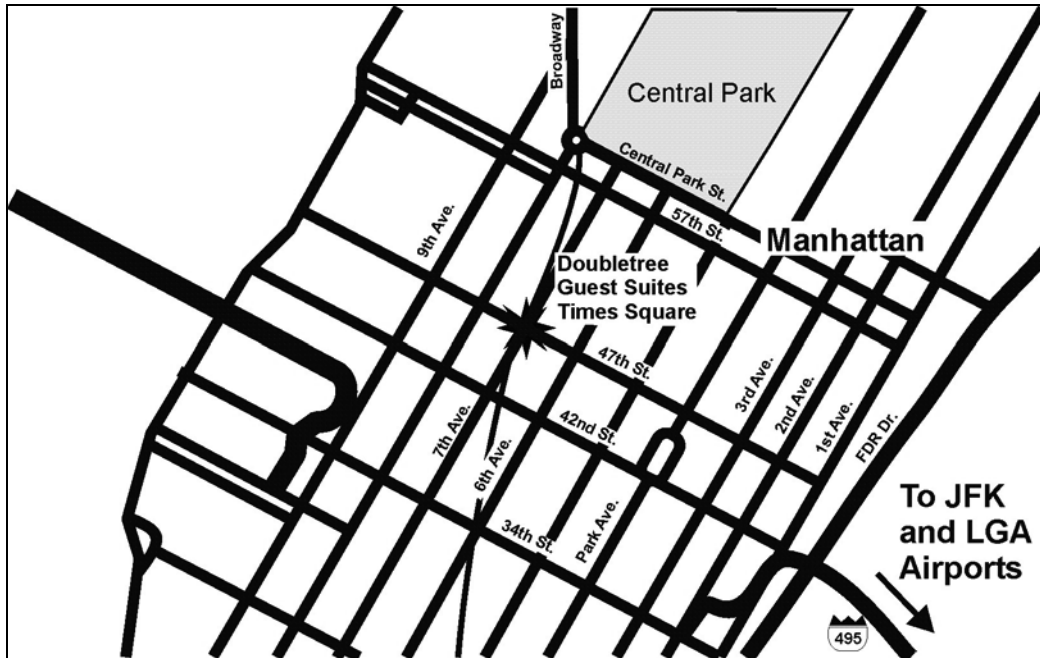 Broadway
Central Park
Central Park St.
57th St.
9th Ave.
Manhattan
Doubletree
Guest Suites
Times Square
47th St.
3rd Ave.
2nd Ave.
1st Ave.
7th Ave.
42nd St.
6th Ave.
FDR Dr.
34th St.
Park Ave.
To JFK
and LGA
Airports
495